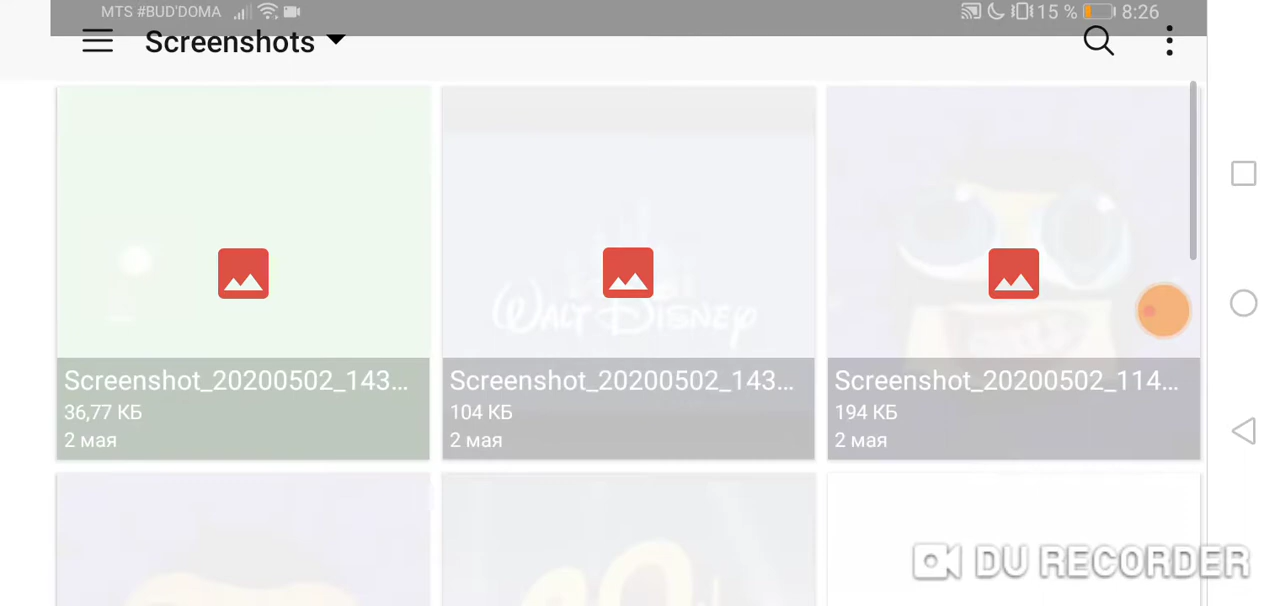 MTS #BUD'DOMA 15 % 8:26
Screenshots
WALT DISNEY
Screenshot_20200502_143...
36,77 КБ
2 мая
Screenshot_20200502_143...
104 КБ
2 мая
Screenshot_20200502_114...
194 КБ
2 мая
DU RECORDER